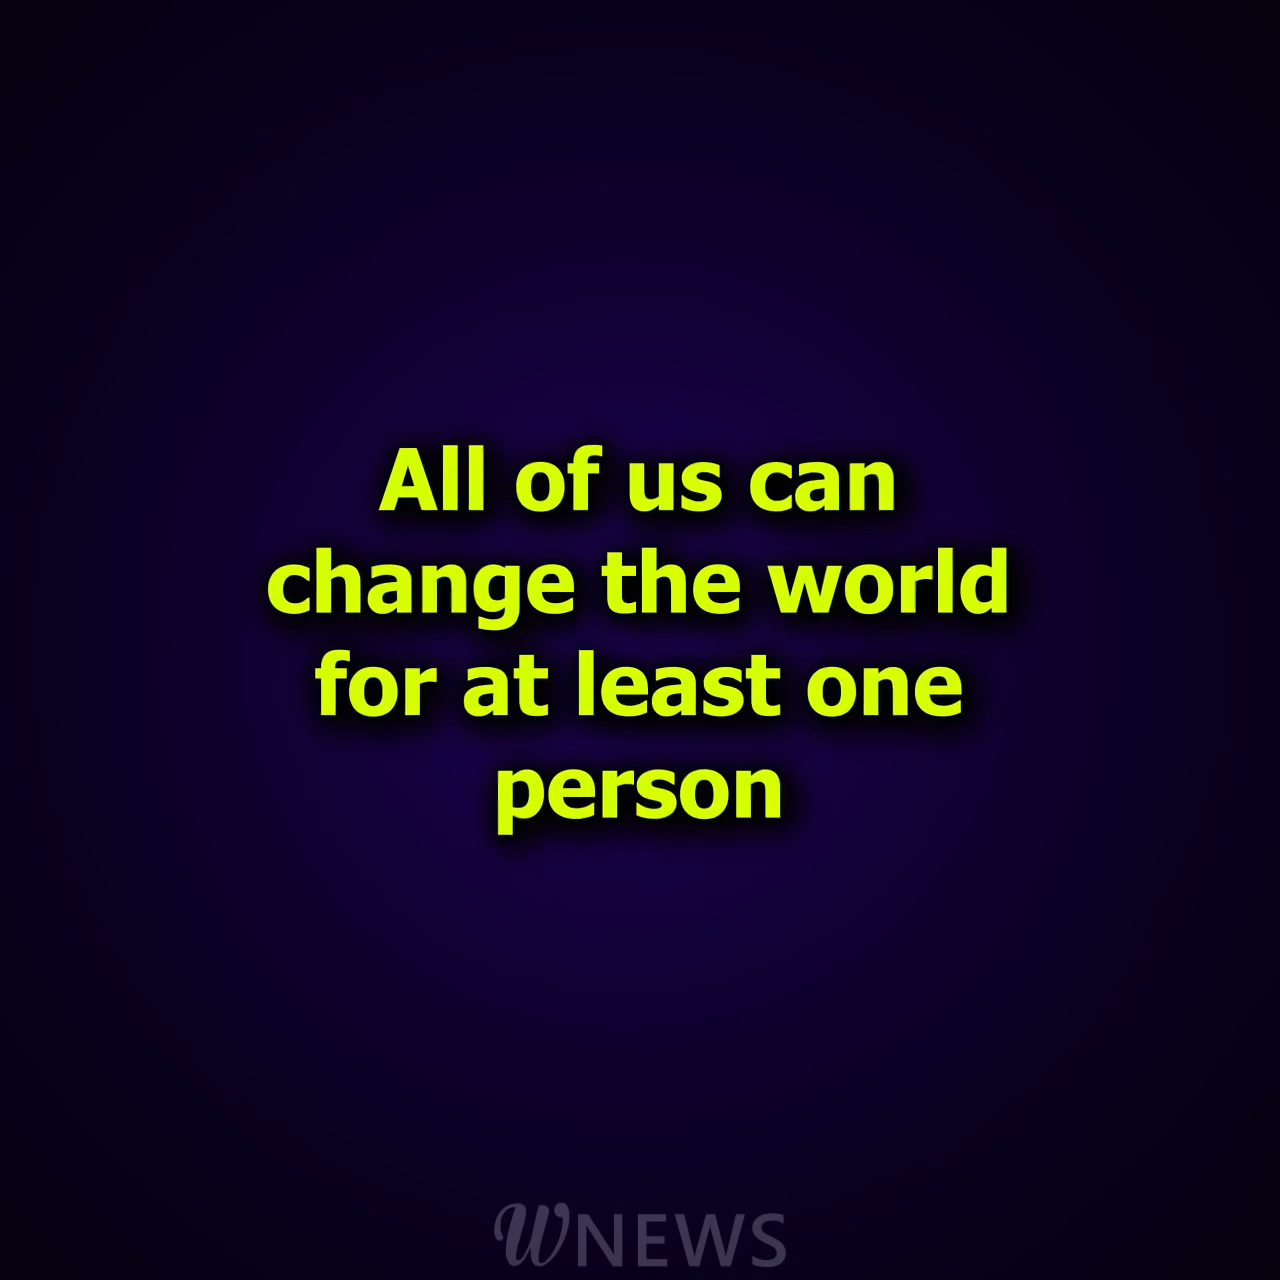 All of us can
change the world
for at least one
person
WNEWS